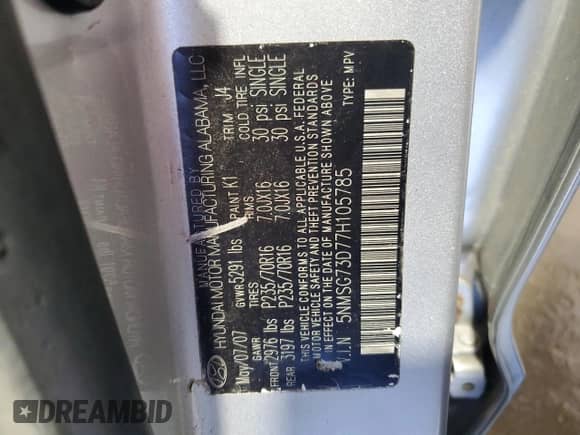 MANUFACTURED BY
HYUNDAI MOTOR MANUFACTURING ALABAMA, LLC
May/07/07 GVWR 5291 lbs PAINT K1 TRIM J4
GAWR TIRES RIMS COLD TIRE INFL
FRONT 2976 lbs P235/70R16 7.0JX16 30 psi SINGLE
REAR 3197 lbs P235/70R16 7.0JX16 30 psi SINGLE
THIS VEHICLE CONFORMS TO ALL APPLICABLE U.S.A. FEDERAL
MOTOR VEHICLE SAFETY AND THEFT PREVENTION STANDARDS
IN EFFECT ON THE DATE OF MANUFACTURE SHOWN ABOVE
V.I.N 5NMSG73D77H105785 TYPE: MPV
DREAMBID